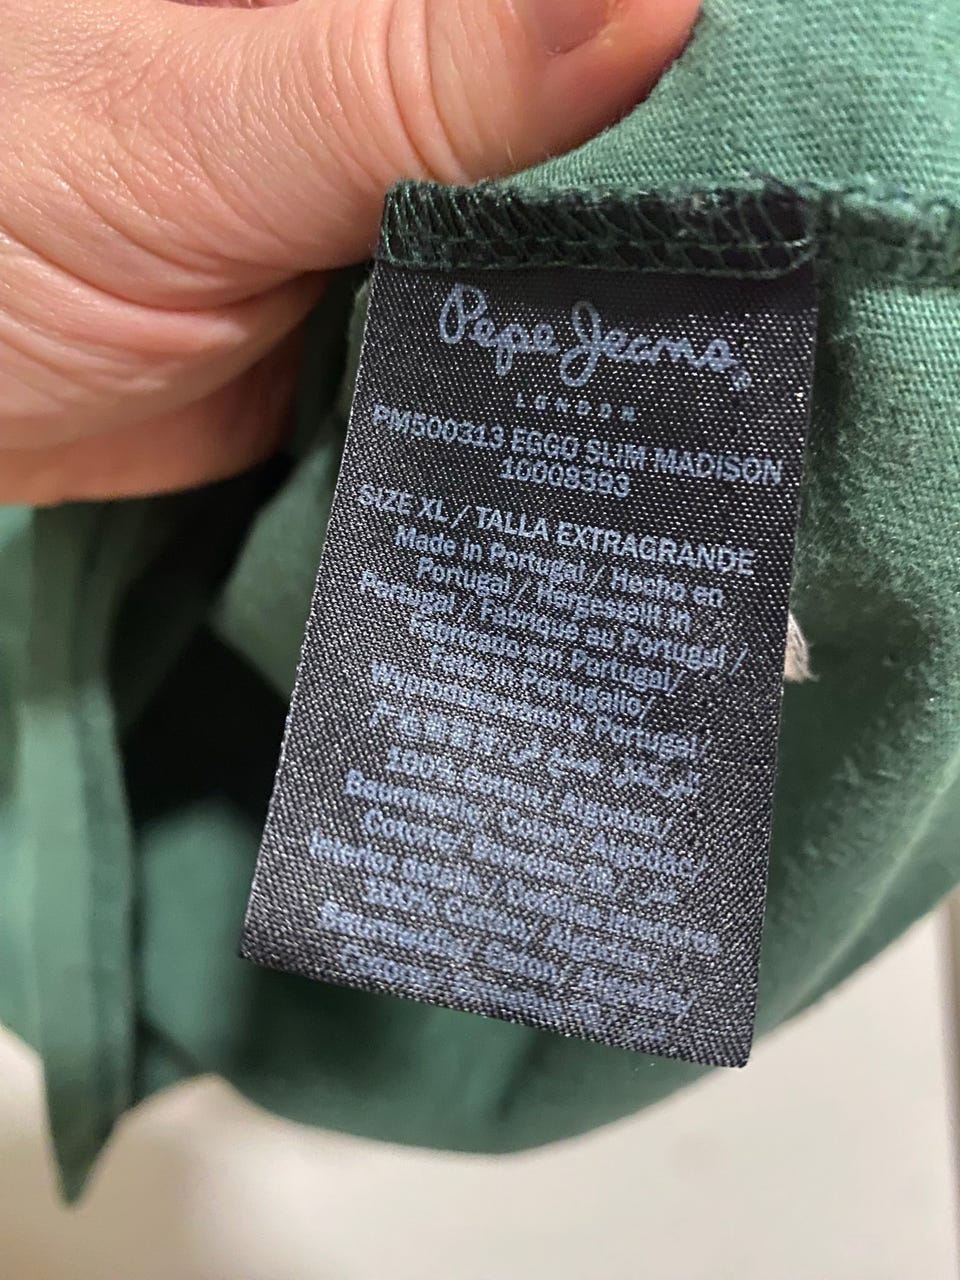 Pepe Jeans
LONDON
PM500313 EGGO SLIM MADISON
10008393
SIZE XL / TALLA EXTRAGRANDE
Made in Portugal / Hecho en
Portugal / Hergestellt in
Portugal / Fabriqué au Portugal /
Fabricado em Portugal/
Fatto in Portogallo/
Wyprodukowano w Portugal/
100% Cotton/ Algodón/
Baumwolle/ Coton/ Algodão/
Cotone/
Interior details / Detalles interiores
100% Cotton/ Algodón/
Baumwolle/ Coton/ Algodão/